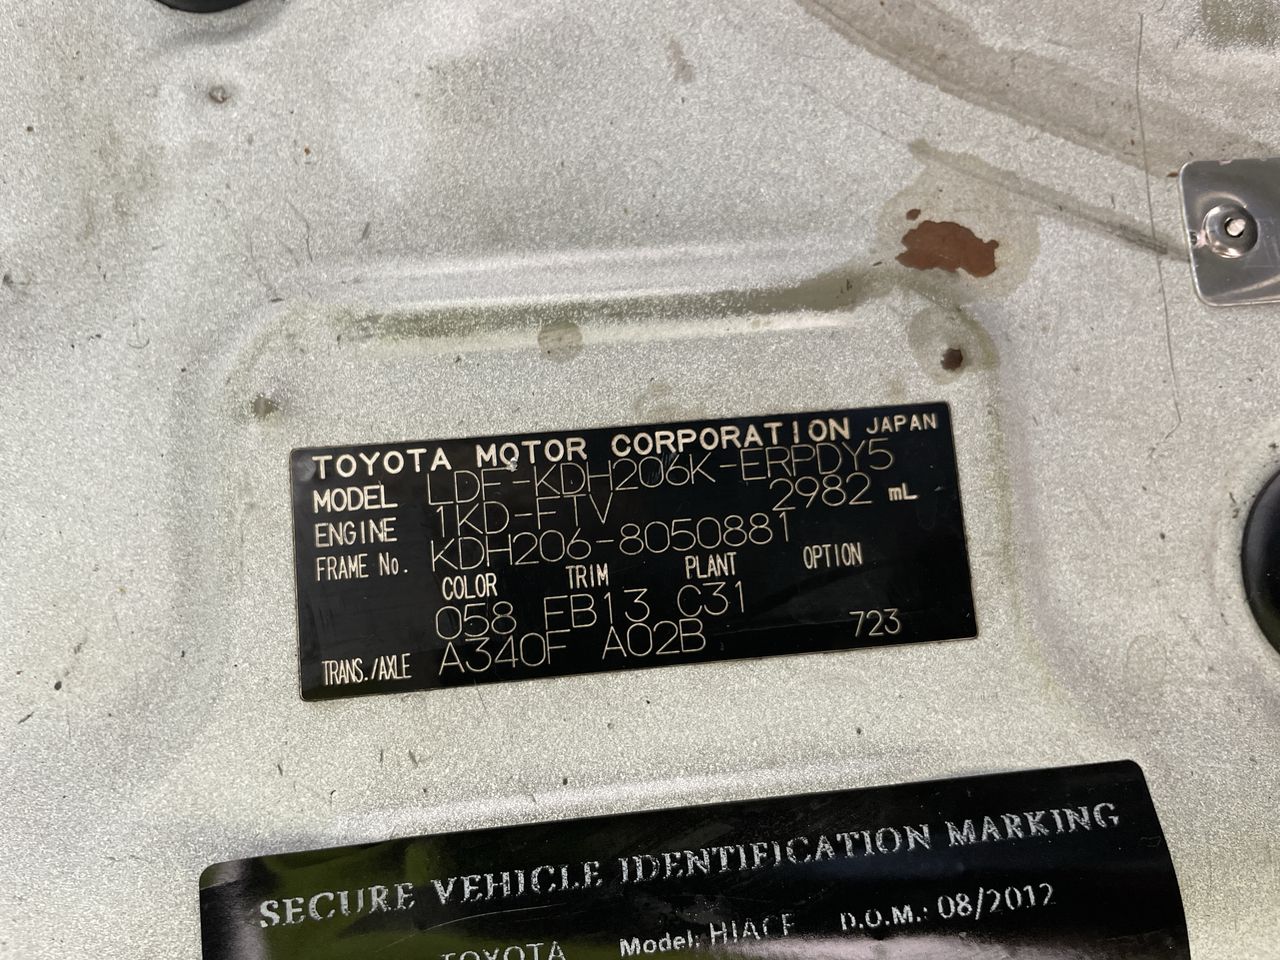 TOYOTA MOTOR CORPORATION JAPAN
MODEL LDF-KDH206K-ERPDY5
ENGINE 1KD-FTV 2982 mL
FRAME No. KDH206-8050881
COLOR TRIM PLANT OPTION
058 FB13 C31
TRANS./AXLE A340F A02B 723
SECURE VEHICLE IDENTIFICATION MARKING
TOYOTA Model: HIACE D.O.M.: 08/2012